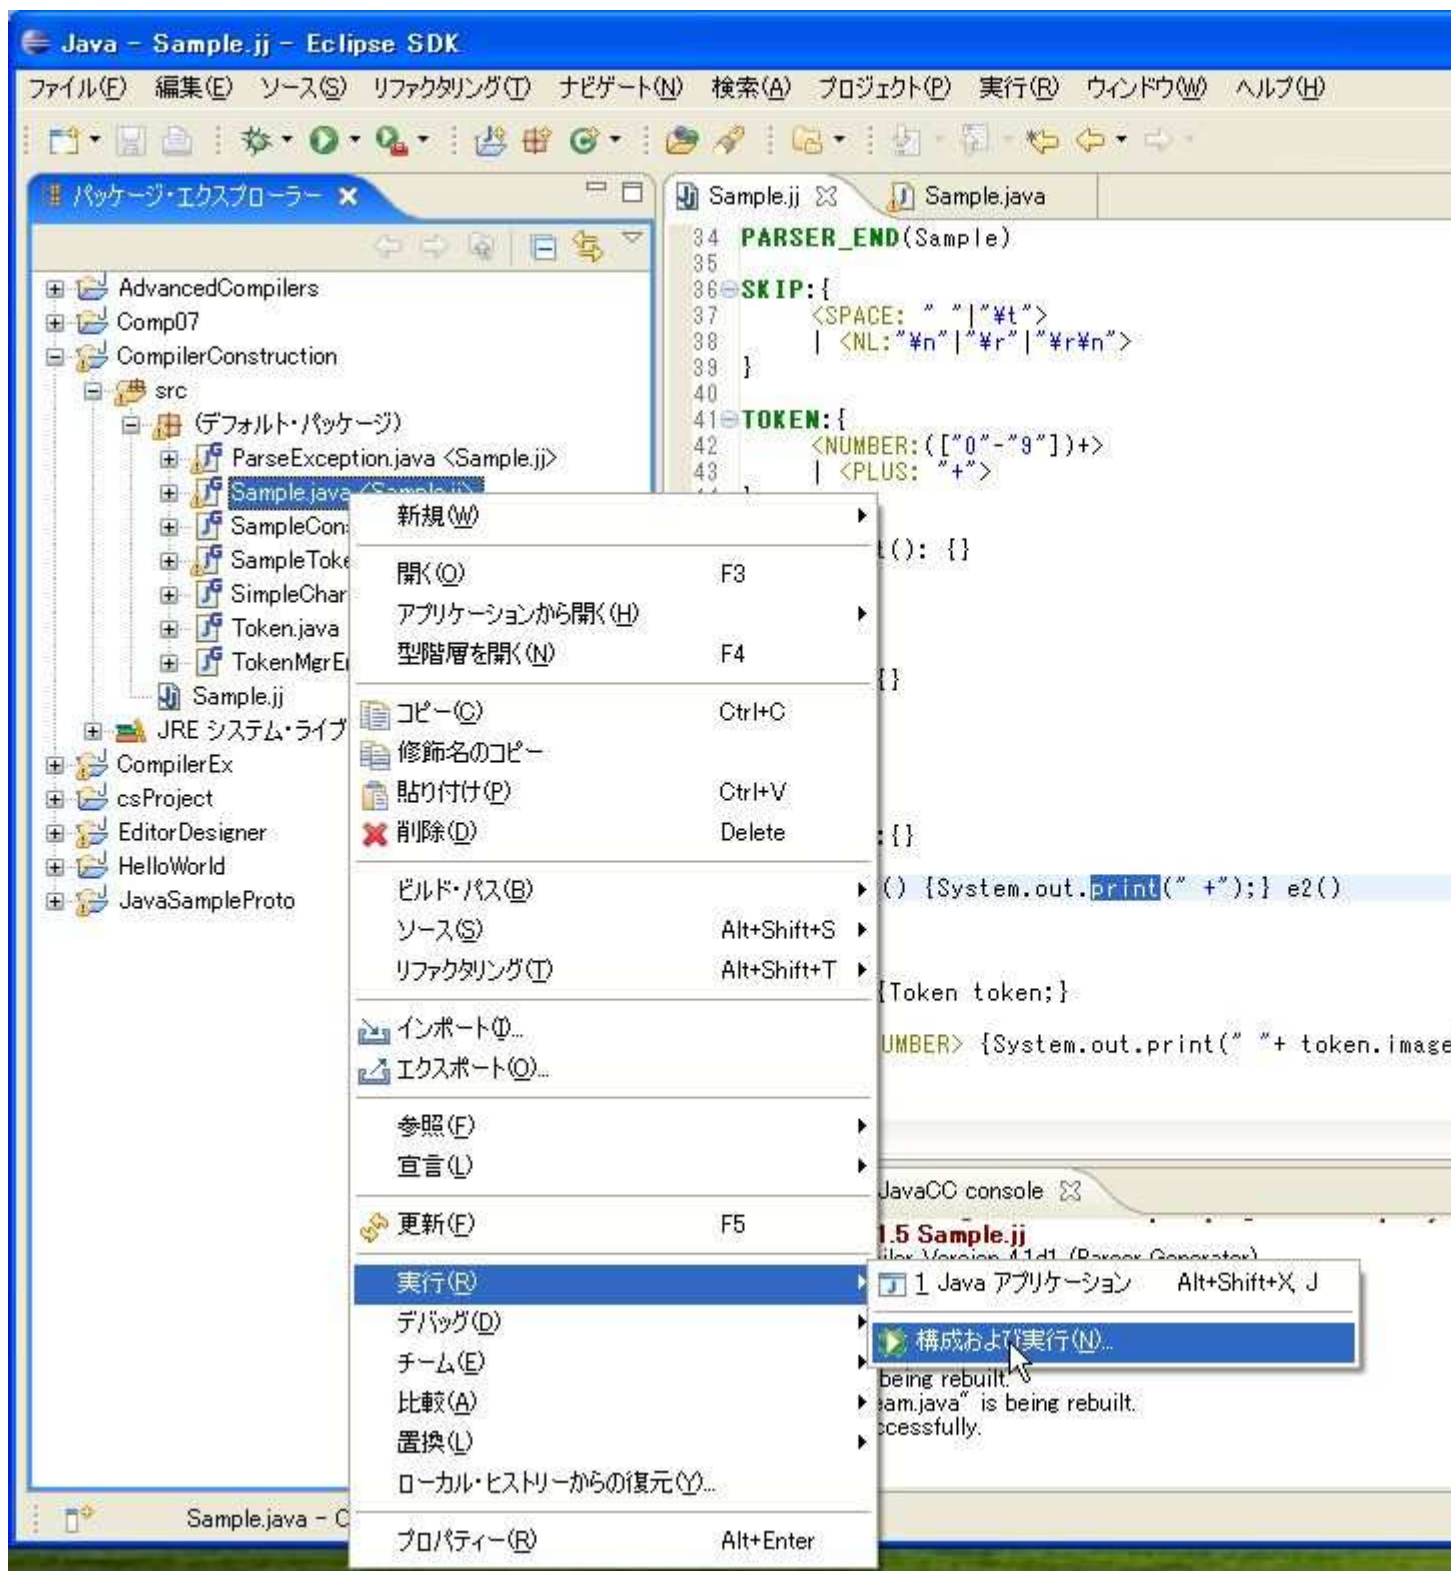 Java - Sample.jj - Eclipse SDK
ファイル(F) 編集(E) ソース(S) リファクタリング(T) ナビゲート(N) 検索(A) プロジェクト(P) 実行(R) ウィンドウ(W) ヘルプ(H)
パッケージ・エクスプローラー
AdvancedCompilers
Comp07
CompilerConstruction
src
(デフォルト・パッケージ)
ParseException.java <Sample.jj>
Sample.java <Sample.jj>
SampleCons
SampleToke
SimpleChar
Token.java
TokenMgrEr
Sample.jj
JRE システム・ライブ
CompilerEx
csProject
EditorDesigner
HelloWorld
JavaSampleProto
Sample.jj Sample.java
34 PARSER_END(Sample)
35
36 SKIP:{
37 <SPACE: " "|"¥t">
38 | <NL:"¥n"|"¥r"|"¥r¥n">
39 }
40
41 TOKEN:{
42 <NUMBER:(["0"-"9"])+>
43 | <PLUS: "+">
t(): {}
{}
:{}
() {System.out.print(" +");} e2()
{Token token;}
UMBER> {System.out.print(" "+ token.image
新規(W)
開く(O) F3
アプリケーションから開く(H)
型階層を開く(N) F4
コピー(C) Ctrl+C
修飾名のコピー
貼り付け(P) Ctrl+V
削除(D) Delete
ビルド・パス(B)
ソース(S) Alt+Shift+S
リファクタリング(T) Alt+Shift+T
インポート(I)...
エクスポート(O)...
参照(F)
宣言(L)
更新(F) F5
実行(R)
デバッグ(D)
チーム(E)
比較(A)
置換(L)
ローカル・ヒストリーからの復元(Y)...
プロパティー(R) Alt+Enter
1 Java アプリケーション Alt+Shift+X, J
構成および実行(N)...
JavaCC console
1.5 Sample.jj
iler Version 4.1d1 (Parser Generator)
being rebuilt.
eam.java" is being rebuilt.
ccessfully.
Sample.java - C